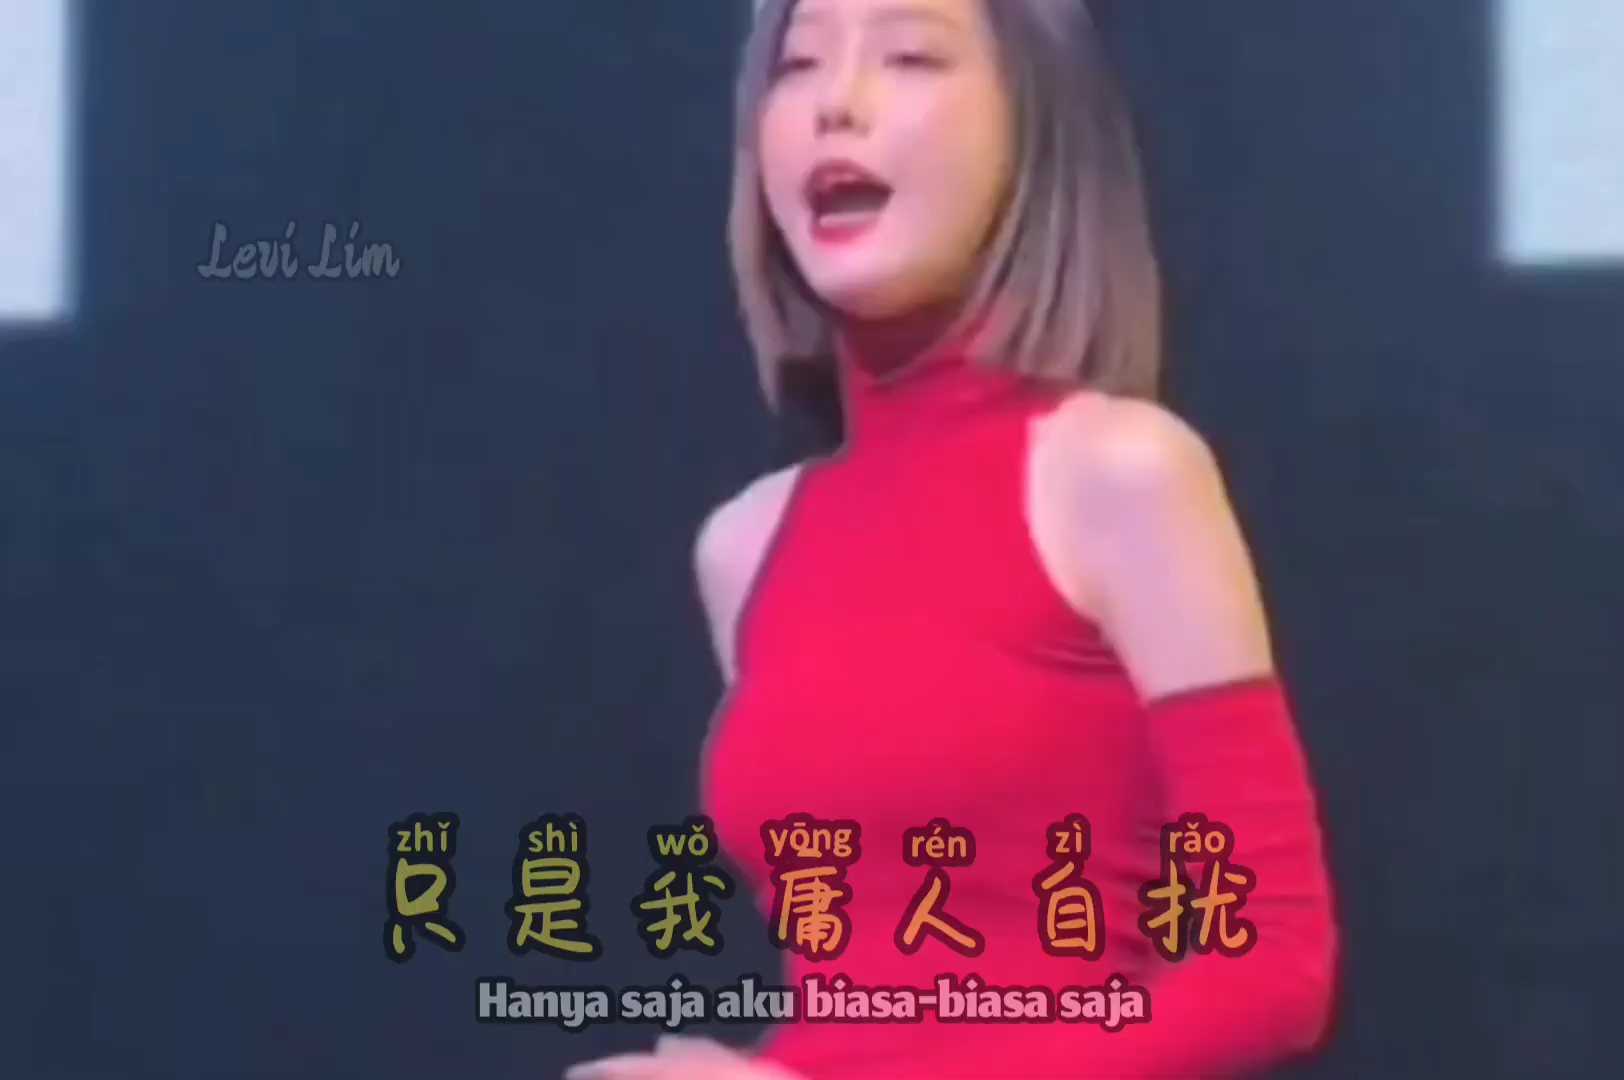 Levi Lim
zhǐ shì wǒ yōng rén zì rǎo
只是我庸人自扰
Hanya saja aku biasa-biasa saja